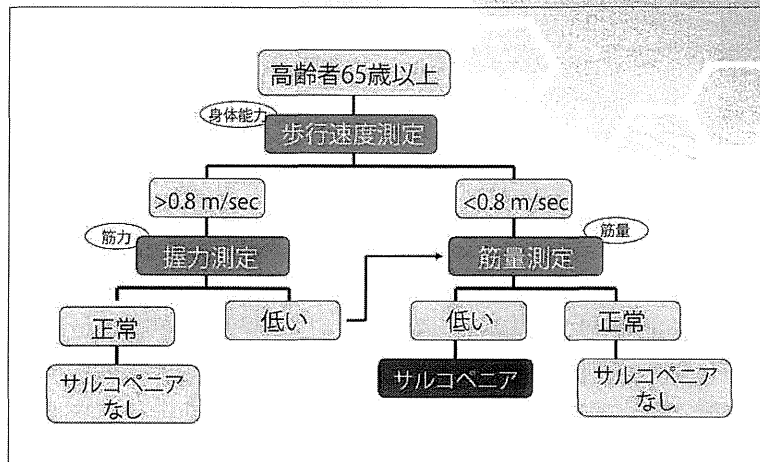 高齢者65歳以上
身体能力
歩行速度測定
>0.8 m/sec
<0.8 m/sec
筋力
握力測定
筋量
筋量測定
正常
低い
低い
正常
サルコペニア
なし
サルコペニア
サルコペニア
なし